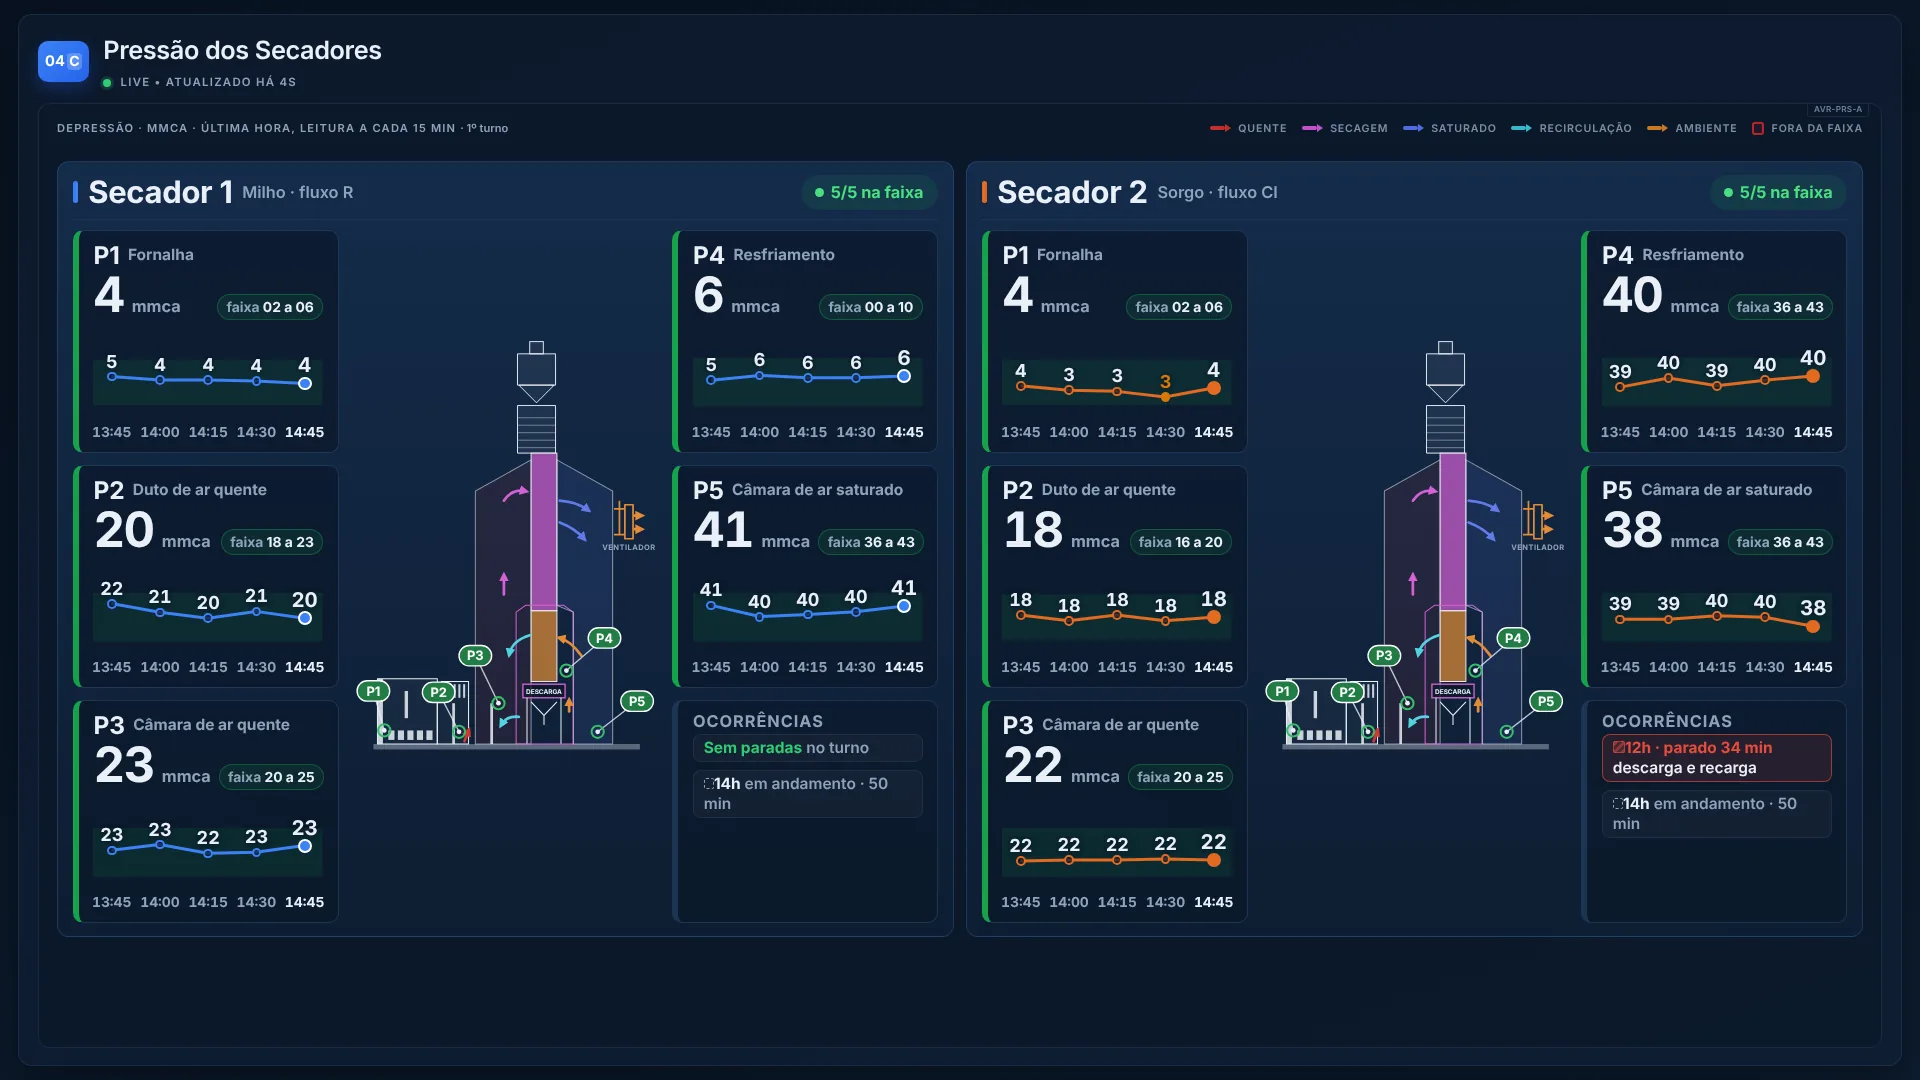 04 C
Pressão dos Secadores
LIVE • ATUALIZADO HÁ 4S
AVR-PRS-A
DEPRESSÃO · MMCA · ÚLTIMA HORA, LEITURA A CADA 15 MIN · 1º turno
QUENTE SECAGEM SATURADO RECIRCULAÇÃO AMBIENTE FORA DA FAIXA
Secador 1 Milho · fluxo R
5/5 na faixa
P1 Fornalha
4 mmca faixa 02 a 06
5 4 4 4 4
13:45 14:00 14:15 14:30 14:45
P2 Duto de ar quente
20 mmca faixa 18 a 23
22 21 20 21 20
13:45 14:00 14:15 14:30 14:45
P3 Câmara de ar quente
23 mmca faixa 20 a 25
23 23 22 23 23
13:45 14:00 14:15 14:30 14:45
VENTILADOR
P4
P3
P1
P2
DESCARGA
P5
P4 Resfriamento
6 mmca faixa 00 a 10
5 6 6 6 6
13:45 14:00 14:15 14:30 14:45
P5 Câmara de ar saturado
41 mmca faixa 36 a 43
41 40 40 40 41
13:45 14:00 14:15 14:30 14:45
OCORRÊNCIAS
Sem paradas no turno
14h em andamento · 50
min
Secador 2 Sorgo · fluxo CI
5/5 na faixa
P1 Fornalha
4 mmca faixa 02 a 06
4 3 3 3 4
13:45 14:00 14:15 14:30 14:45
P2 Duto de ar quente
18 mmca faixa 16 a 20
18 18 18 18 18
13:45 14:00 14:15 14:30 14:45
P3 Câmara de ar quente
22 mmca faixa 20 a 25
22 22 22 22 22
13:45 14:00 14:15 14:30 14:45
VENTILADOR
P4
P3
P1
P2
DESCARGA
P5
P4 Resfriamento
40 mmca faixa 36 a 43
39 40 39 40 40
13:45 14:00 14:15 14:30 14:45
P5 Câmara de ar saturado
38 mmca faixa 36 a 43
39 39 40 40 38
13:45 14:00 14:15 14:30 14:45
OCORRÊNCIAS
12h · parado 34 min
descarga e recarga
14h em andamento · 50
min